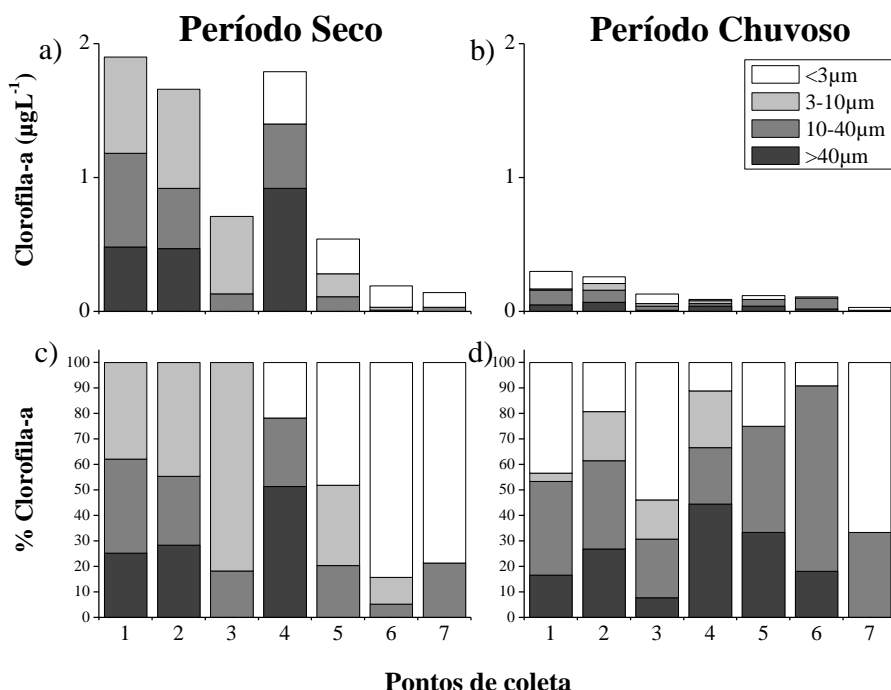 Período Seco
Período Chuvoso
a)
b)
2
1
0
2
1
0
Clorofila-a (µgL⁻¹)
<3µm
3-10µm
10-40µm
>40µm
c)
d)
100
90
80
70
60
50
40
30
20
10
0
100
90
80
70
60
50
40
30
20
10
0
% Clorofila-a
1 2 3 4 5 6 7
1 2 3 4 5 6 7
Pontos de coleta